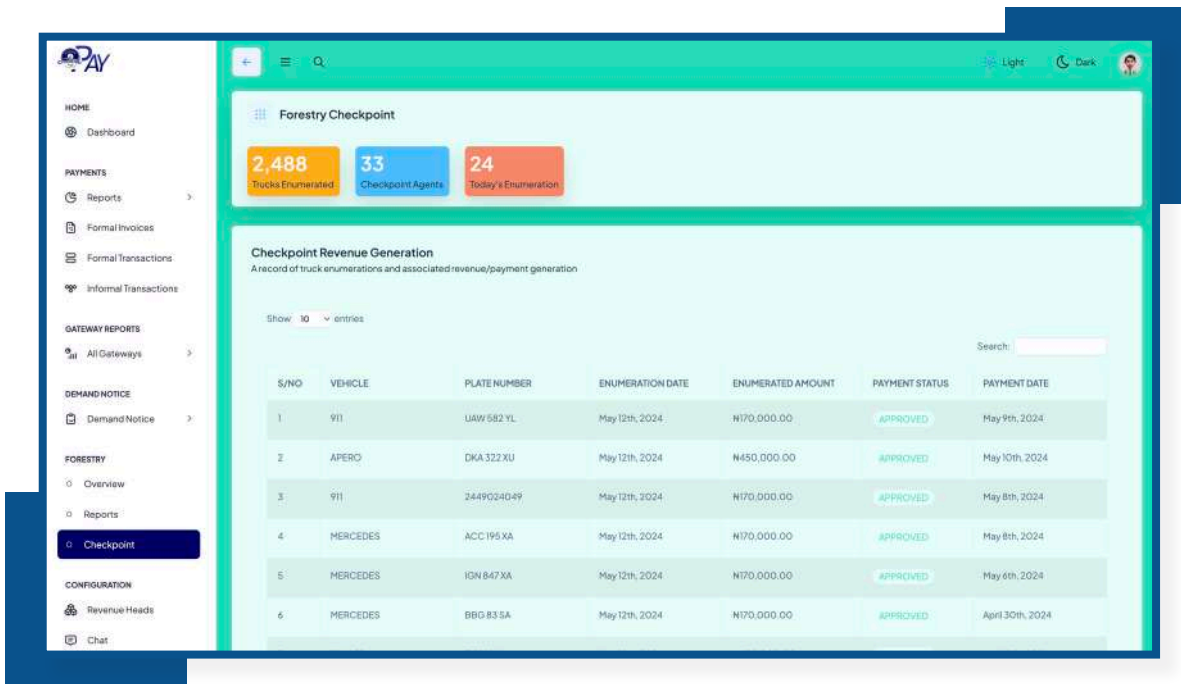 PAY
Light Dark
HOME
Dashboard
PAYMENTS
Reports
Formal Invoices
Formal Transactions
Informal Transactions
GATEWAY REPORTS
All Gateways
DEMAND NOTICE
Demand Notice
FORESTRY
Overview
Reports
Checkpoint
CONFIGURATION
Revenue Heads
Chat
Forestry Checkpoint
2,488 33 24
Trucks Enumerated Checkpoint Agents Today's Enumeration
Checkpoint Revenue Generation
A record of truck enumerations and associated revenue/payment generation
Show 10 entries
Search:
S/NO VEHICLE PLATE NUMBER ENUMERATION DATE ENUMERATED AMOUNT PAYMENT STATUS PAYMENT DATE
1 911 UAW 582 YL May 12th, 2024 ₦170,000.00 APPROVED May 9th, 2024
2 APERO DKA 322 XU May 12th, 2024 ₦450,000.00 APPROVED May 10th, 2024
3 911 2449024049 May 12th, 2024 ₦170,000.00 APPROVED May 8th, 2024
4 MERCEDES ACC 195 XA May 12th, 2024 ₦170,000.00 APPROVED May 8th, 2024
5 MERCEDES IGN 847 XA May 12th, 2024 ₦170,000.00 APPROVED May 6th, 2024
6 MERCEDES BBG 83 SA May 12th, 2024 ₦170,000.00 APPROVED April 30th, 2024